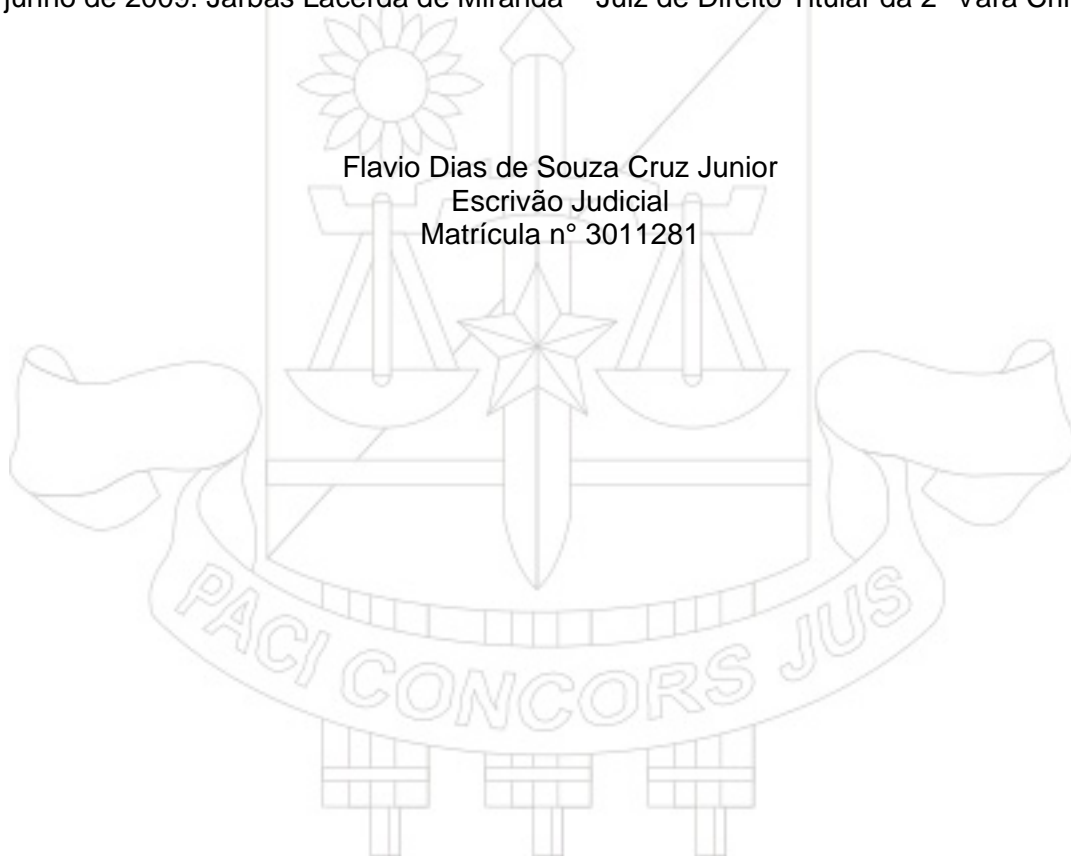 junho de 2009. Jarbas Lacerda de Miranda Juiz de Direito Titular da 2ª Vara
Flavio Dias de Souza Cruz Junior
Escrivão Judicial
Matrícula n° 3011281
PACI CONCORS JUS